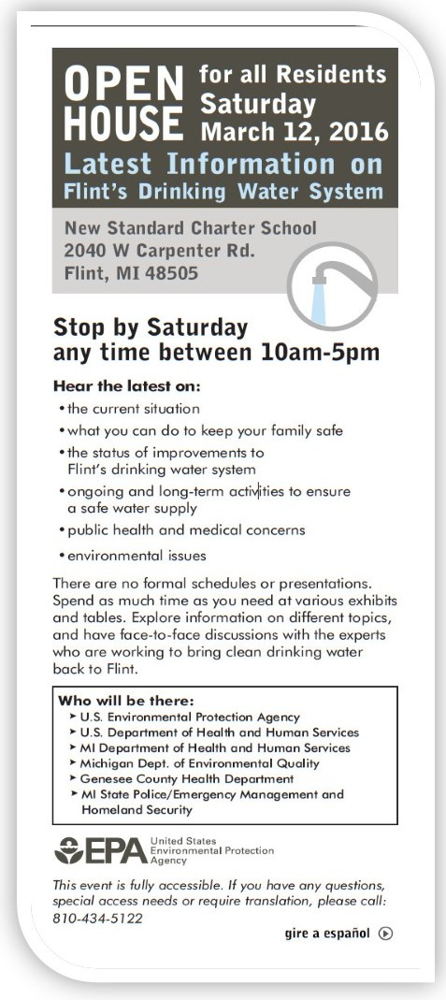 OPEN HOUSE
for all Residents
Saturday
March 12, 2016
Latest Information on
Flint's Drinking Water System
New Standard Charter School
2040 W Carpenter Rd.
Flint, MI 48505
Stop by Saturday
any time between 10am-5pm
Hear the latest on:
• the current situation
• what you can do to keep your family safe
• the status of improvements to
Flint's drinking water system
• ongoing and long-term activities to ensure
a safe water supply
• public health and medical concerns
• environmental issues
There are no formal schedules or presentations.
Spend as much time as you need at various exhibits
and tables. Explore information on different topics,
and have face-to-face discussions with the experts
who are working to bring clean drinking water
back to Flint.
Who will be there:
➤ U.S. Environmental Protection Agency
➤ U.S. Department of Health and Human Services
➤ MI Department of Health and Human Services
➤ Michigan Dept. of Environmental Quality
➤ Genesee County Health Department
➤ MI State Police/Emergency Management and
Homeland Security
EPA
United States
Environmental Protection
Agency
This event is fully accessible. If you have any questions,
special access needs or require translation, please call:
810-434-5122
gire a español